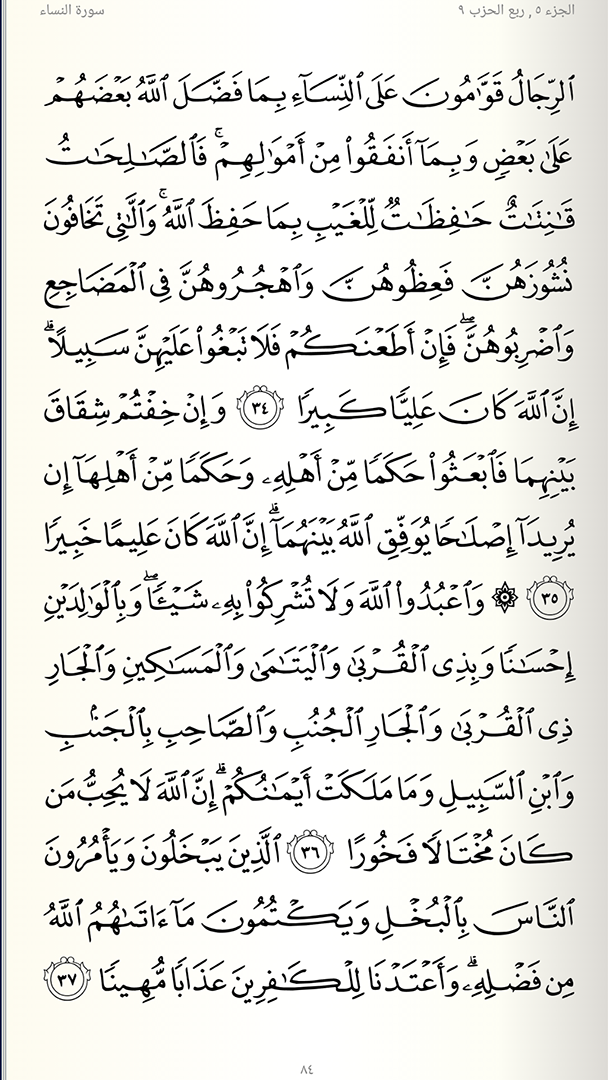 الجزء ٥ , ربع الحزب ٩
سورة النساء
ٱلرِّجَالُ قَوَّٰمُونَ عَلَى ٱلنِّسَآءِ بِمَا فَضَّلَ ٱللَّهُ بَعْضَهُمْ
عَلَىٰ بَعْضٖ وَبِمَآ أَنفَقُواْ مِنْ أَمْوَٰلِهِمْۚ فَٱلصَّٰلِحَٰتُ
قَٰنِتَٰتٌ حَٰفِظَٰتٞ لِّلْغَيْبِ بِمَا حَفِظَ ٱللَّهُۚ وَٱلَّٰتِي تَخَافُونَ
نُشُوزَهُنَّ فَعِظُوهُنَّ وَٱهْجُرُوهُنَّ فِي ٱلْمَضَاجِعِ
وَٱضْرِبُوهُنَّۖ فَإِنْ أَطَعْنَكُمْ فَلَا تَبْغُواْ عَلَيْهِنَّ سَبِيلًاۗ
إِنَّ ٱللَّهَ كَانَ عَلِيّٗا كَبِيرٗا ٣٤ وَإِنْ خِفْتُمْ شِقَاقَ
بَيْنِهِمَا فَٱبْعَثُواْ حَكَمٗا مِّنْ أَهْلِهِۦ وَحَكَمٗا مِّنْ أَهْلِهَآ إِن
يُرِيدَآ إِصْلَٰحٗا يُوَفِّقِ ٱللَّهُ بَيْنَهُمَآۗ إِنَّ ٱللَّهَ كَانَ عَلِيمًا خَبِيرٗا
٣٥ ۞ وَٱعْبُدُواْ ٱللَّهَ وَلَا تُشْرِكُواْ بِهِۦ شَيْـٔٗاۖ وَبِٱلْوَٰلِدَيْنِ
إِحْسَٰنٗا وَبِذِي ٱلْقُرْبَىٰ وَٱلْيَتَٰمَىٰ وَٱلْمَسَٰكِينِ وَٱلْجَارِ
ذِي ٱلْقُرْبَىٰ وَٱلْجَارِ ٱلْجُنُبِ وَٱلصَّاحِبِ بِٱلْجَنۢبِ
وَٱبْنِ ٱلسَّبِيلِ وَمَا مَلَكَتْ أَيْمَٰنُكُمْۗ إِنَّ ٱللَّهَ لَا يُحِبُّ مَن
كَانَ مُخْتَالٗا فَخُورًا ٣٦ ٱلَّذِينَ يَبْخَلُونَ وَيَأْمُرُونَ
ٱلنَّاسَ بِٱلْبُخْلِ وَيَكْتُمُونَ مَآ ءَاتَىٰهُمُ ٱللَّهُ
مِن فَضْلِهِۦۗ وَأَعْتَدْنَا لِلْكَٰفِرِينَ عَذَابٗا مُّهِينٗا ٣٧
٨٤